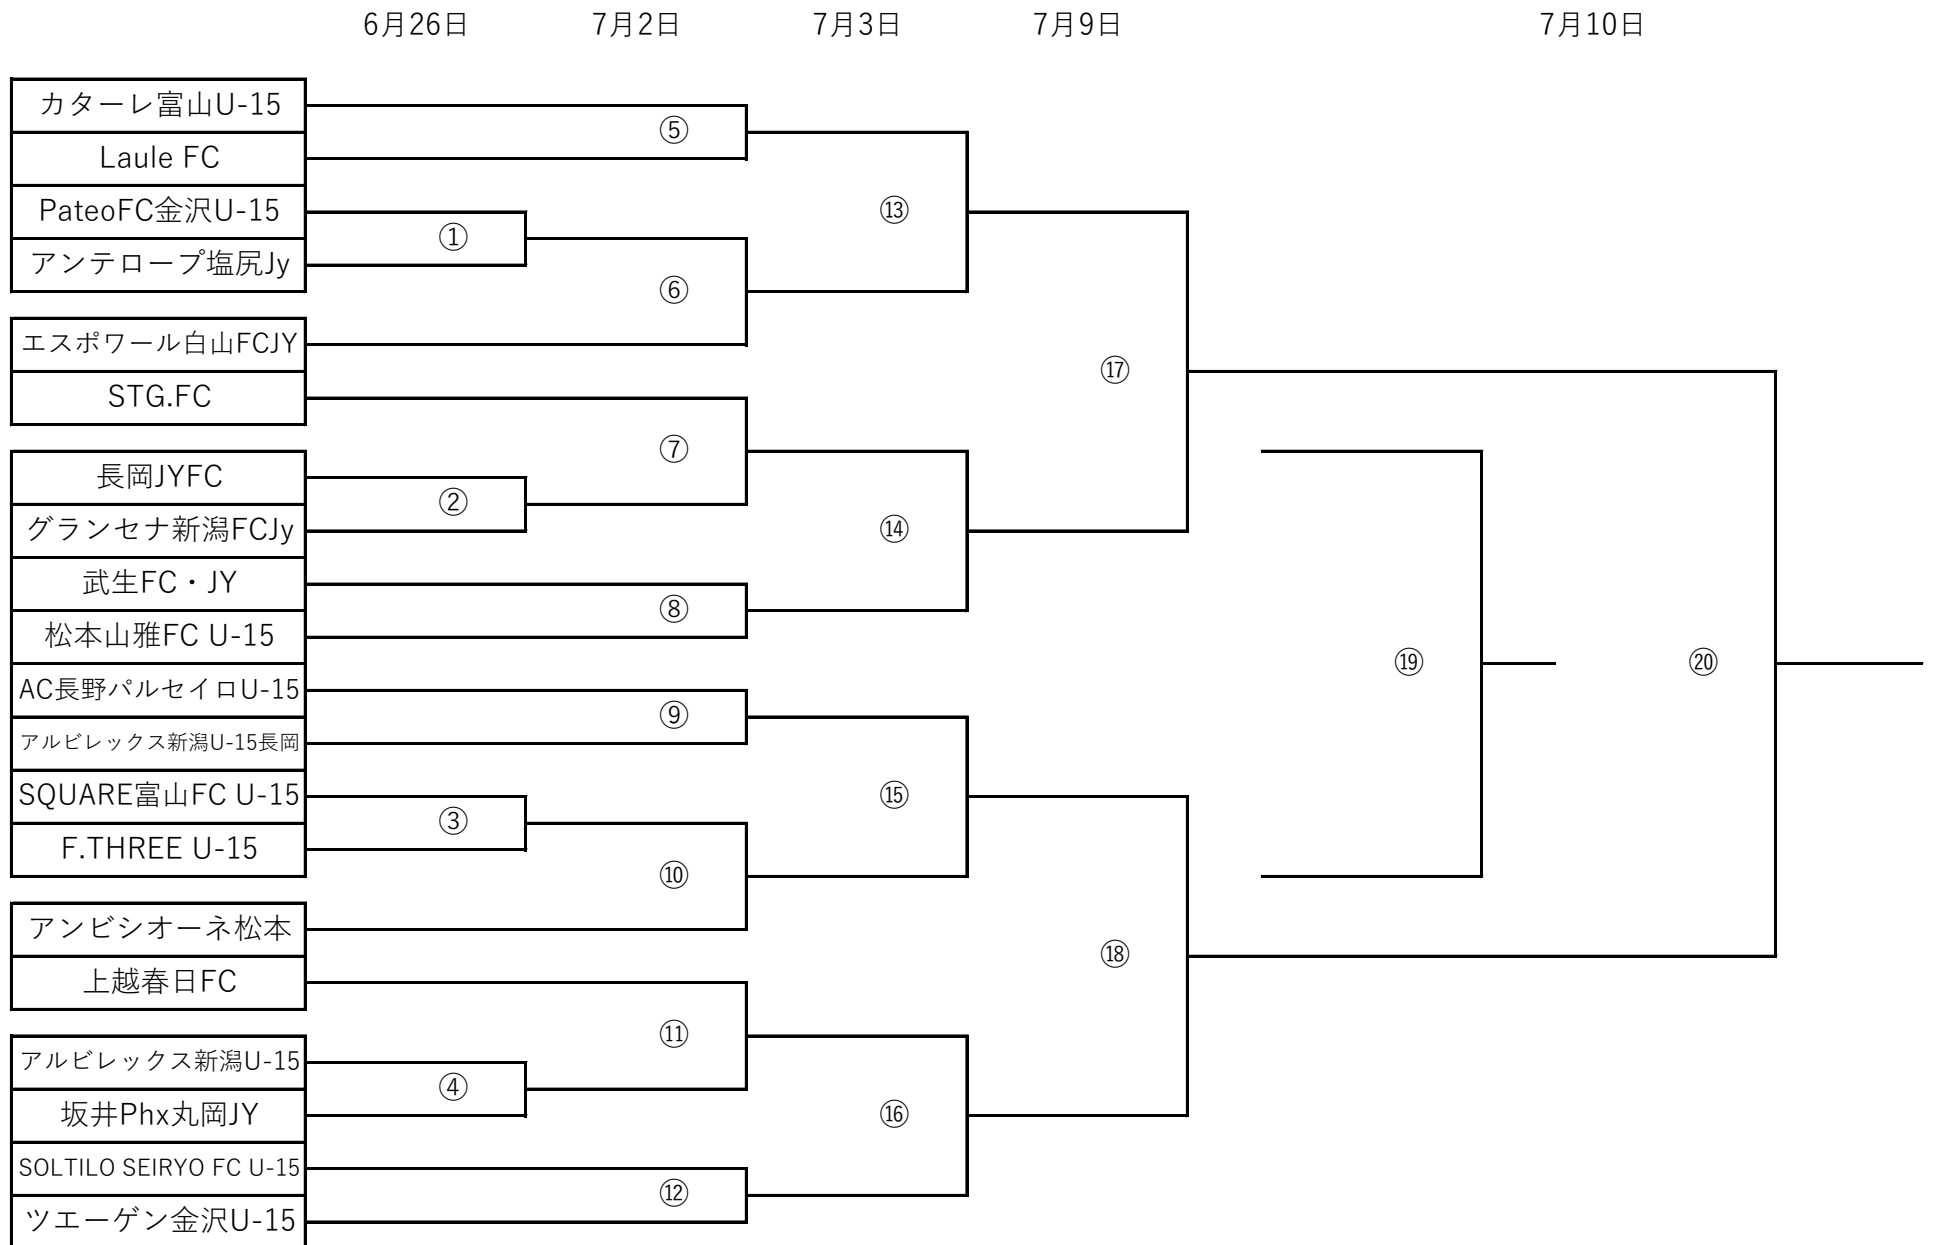 6月26日 7月2日 7月3日 7月9日 7月10日
カターレ富山U-15
⑤
Laule FC
PateoFC金沢U-15
⑬
①
アンテロープ塩尻Jy
⑥
エスポワール白山FCJY
⑰
STG.FC
⑦
長岡JYFC
②
グランセナ新潟FCJy
⑭
武生FC・JY
⑧
松本山雅FC U-15
⑲
⑳
AC長野パルセイロU-15
⑨
アルビレックス新潟U-15長岡
SQUARE富山FC U-15
⑮
③
F.THREE U-15
⑩
アンビシオーネ松本
⑱
上越春日FC
⑪
アルビレックス新潟U-15
④
坂井Phx丸岡JY
⑯
SOLTILO SEIRYO FC U-15
⑫
ツエーゲン金沢U-15